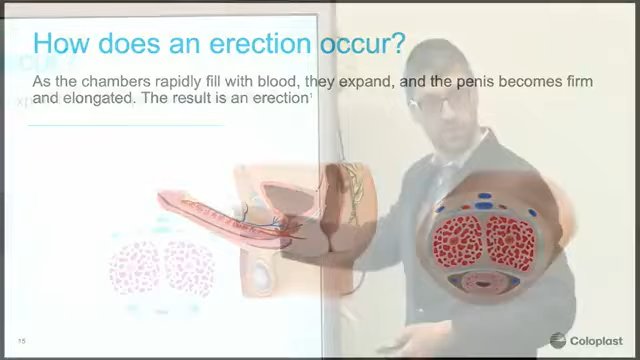 How does an erection occur?
As the chambers rapidly fill with blood, they expand, and the penis becomes firm
and elongated. The result is an erection¹
15
Coloplast